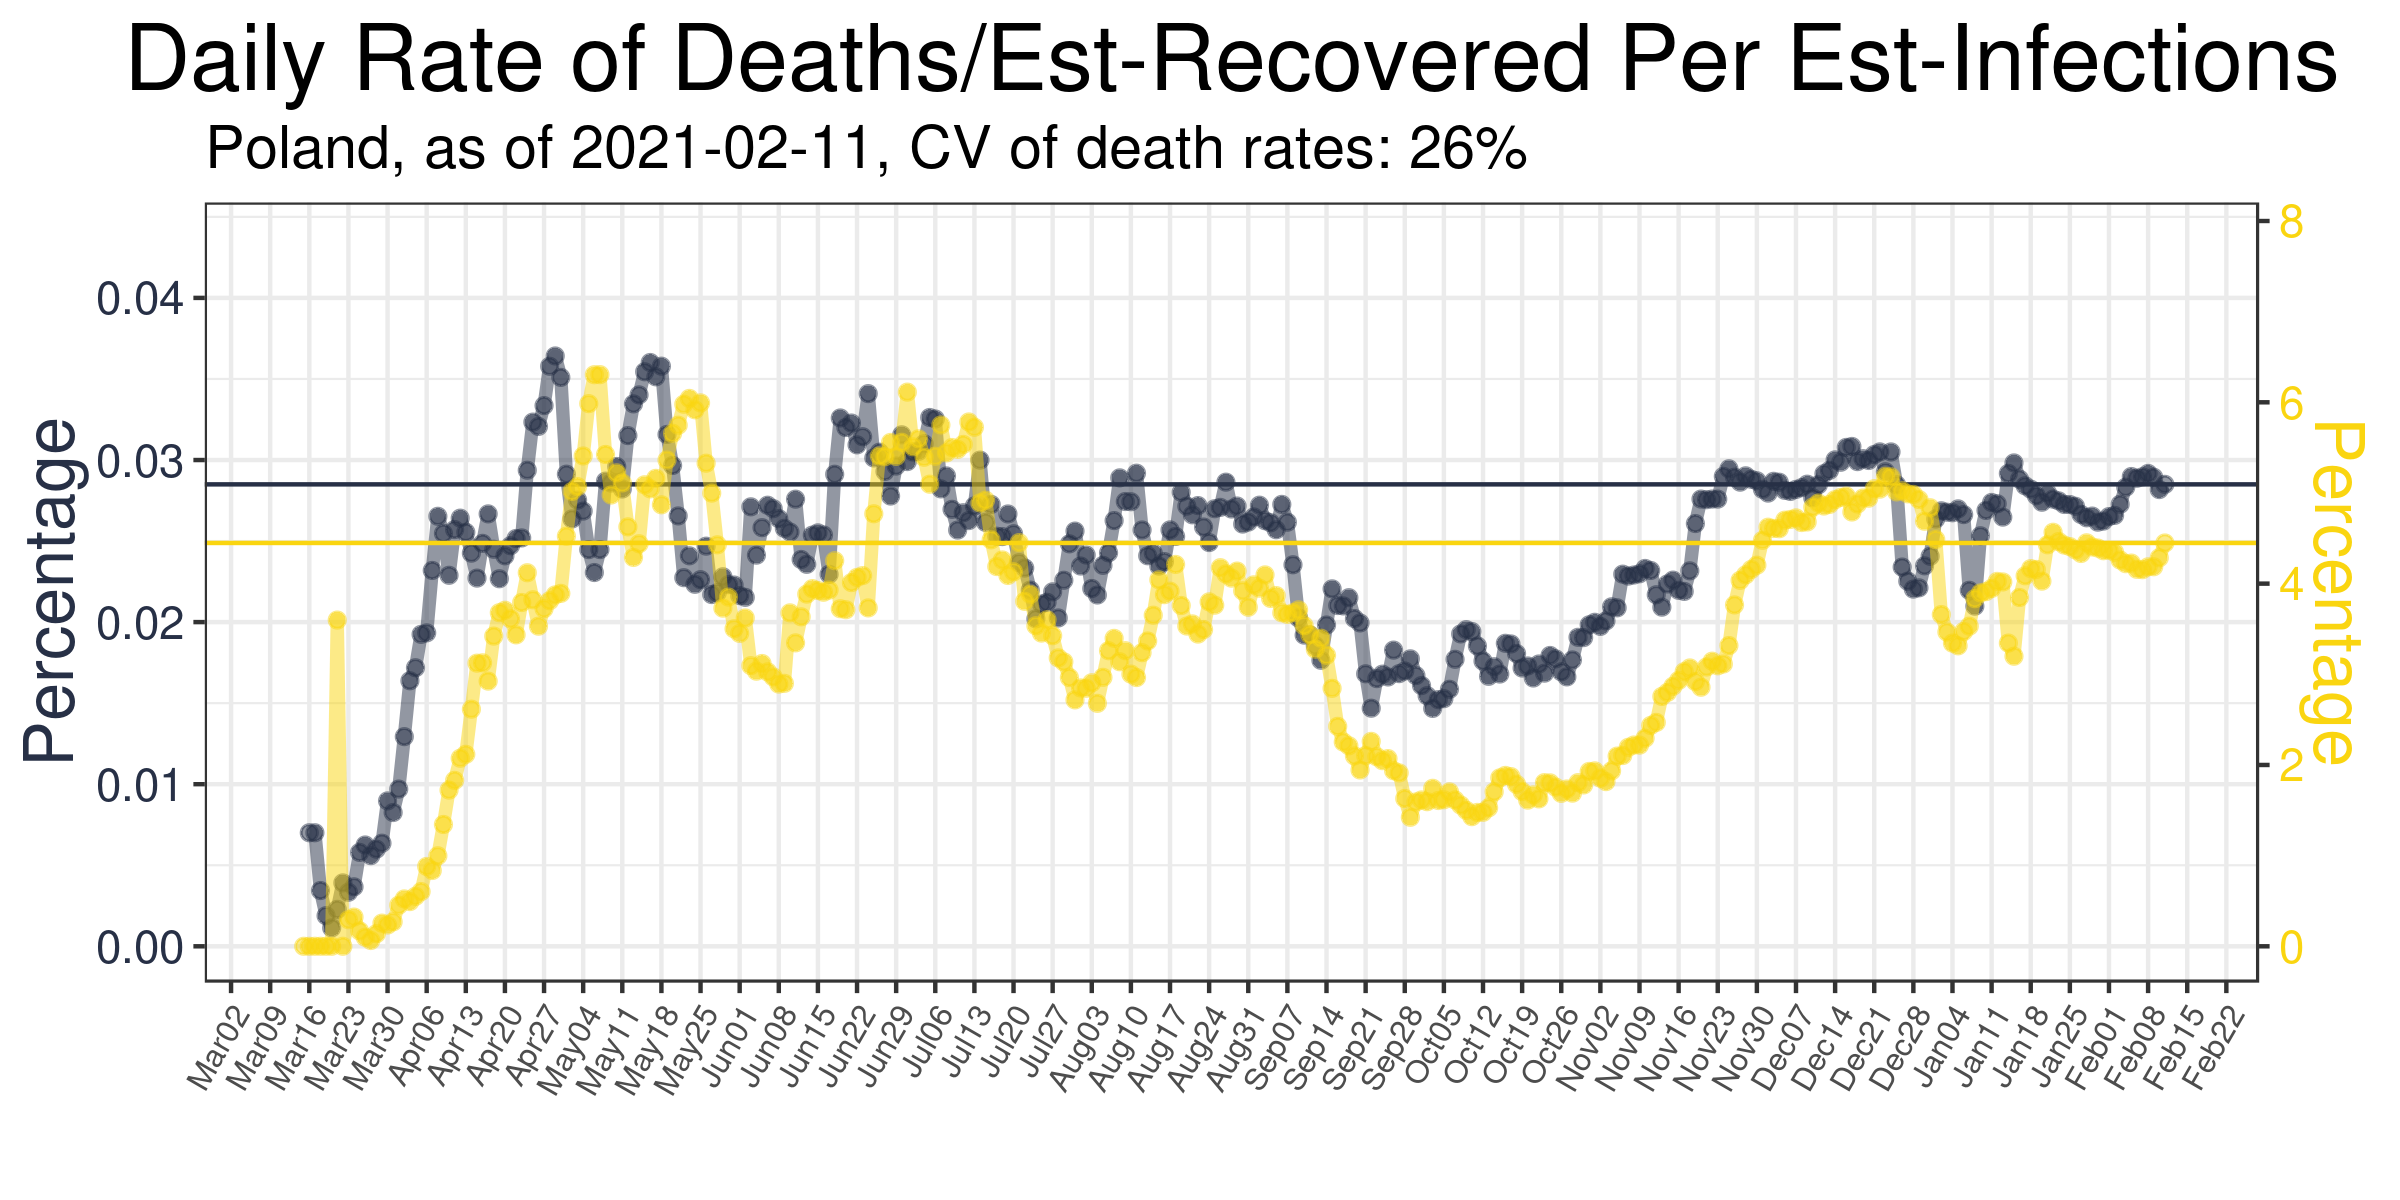 Daily Rate of Deaths/Est-Recovered Per Est-Infections
Poland, as of 2021-02-11, CV of death rates: 26%
Percentage
0.04
0.03
0.02
0.01
0.00
8
6
4
2
0
Percentage
Mar02 Mar09 Mar16 Mar23 Mar30 Apr06 Apr13 Apr20 Apr27 May04 May11 May18 May25 Jun01 Jun08 Jun15 Jun22 Jun29 Jul06 Jul13 Jul20 Jul27 Aug03 Aug10 Aug17 Aug24 Aug31 Sep07 Sep14 Sep21 Sep28 Oct05 Oct12 Oct19 Oct26 Nov02 Nov09 Nov16 Nov23 Nov30 Dec07 Dec14 Dec21 Dec28 Jan04 Jan11 Jan18 Jan25 Feb01 Feb08 Feb15 Feb22